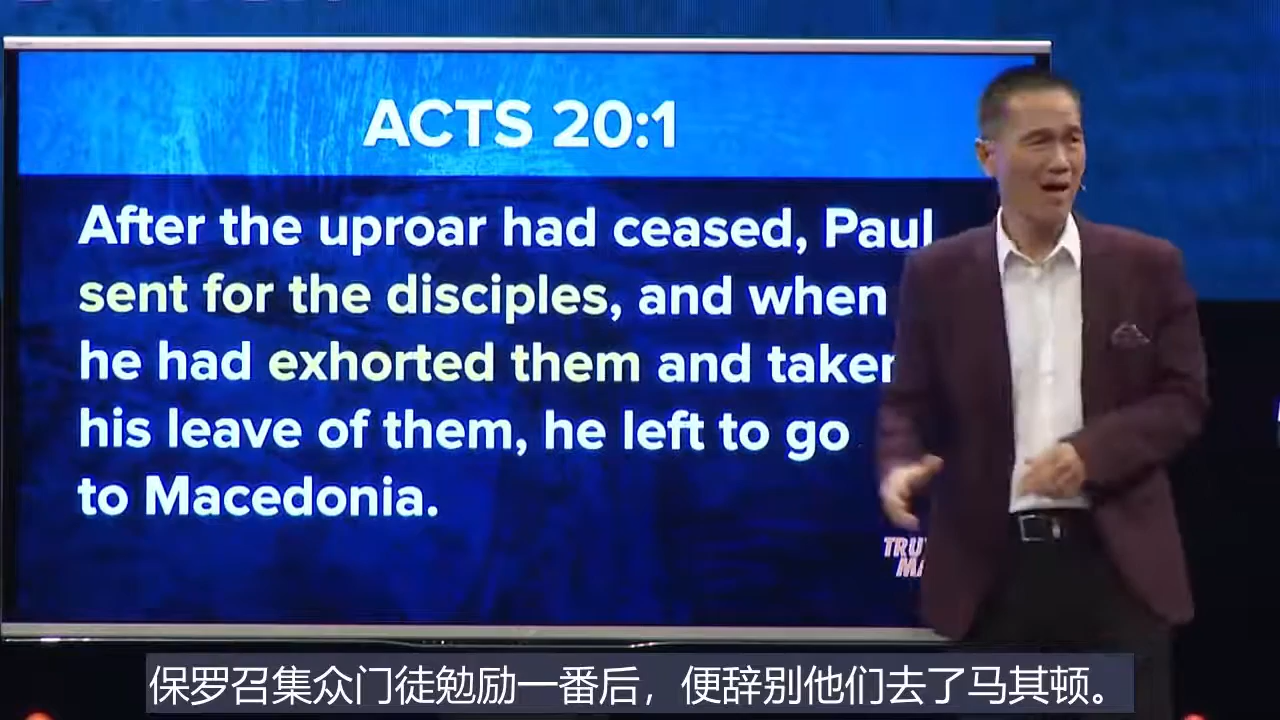 ACTS 20:1
After the uproar had ceased, Paul
sent for the disciples, and when
he had exhorted them and taken
his leave of them, he left to go
to Macedonia.
保罗召集众门徒勉励一番后，便辞别他们去了马其顿。